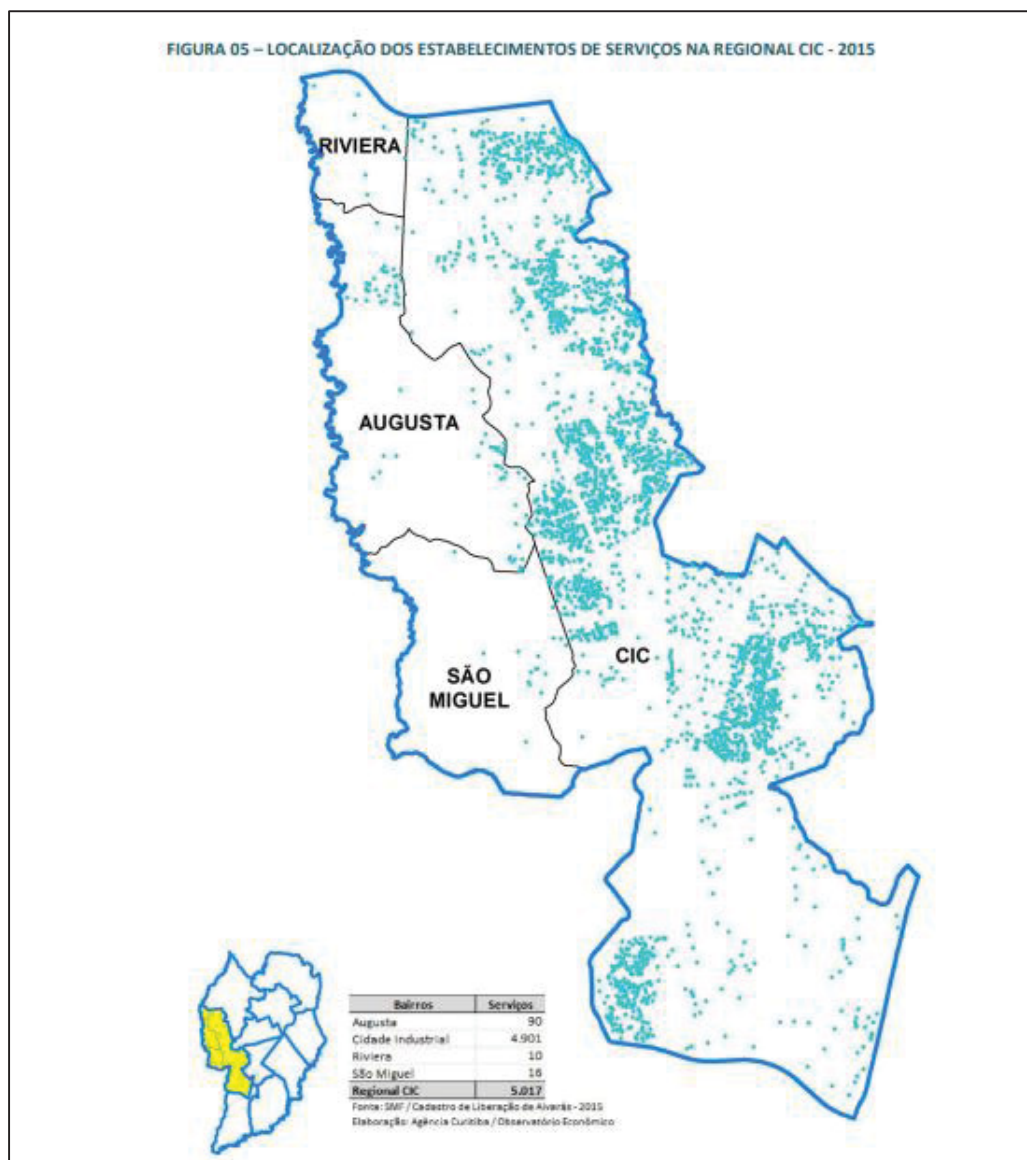 FIGURA 05 – LOCALIZAÇÃO DOS ESTABELECIMENTOS DE SERVIÇOS NA REGIONAL CIC - 2015
RIVIERA
AUGUSTA
SÃO
MIGUEL
CIC
Bairros Serviços
Augusta 90
Cidade Industrial 4.901
Riviera 10
São Miguel 16
Regional CIC 5.017
Fonte: SMF / Cadastro de Liberação de Alvarás - 2015
Elaboração: Agência Curitiba / Observatório Econômico